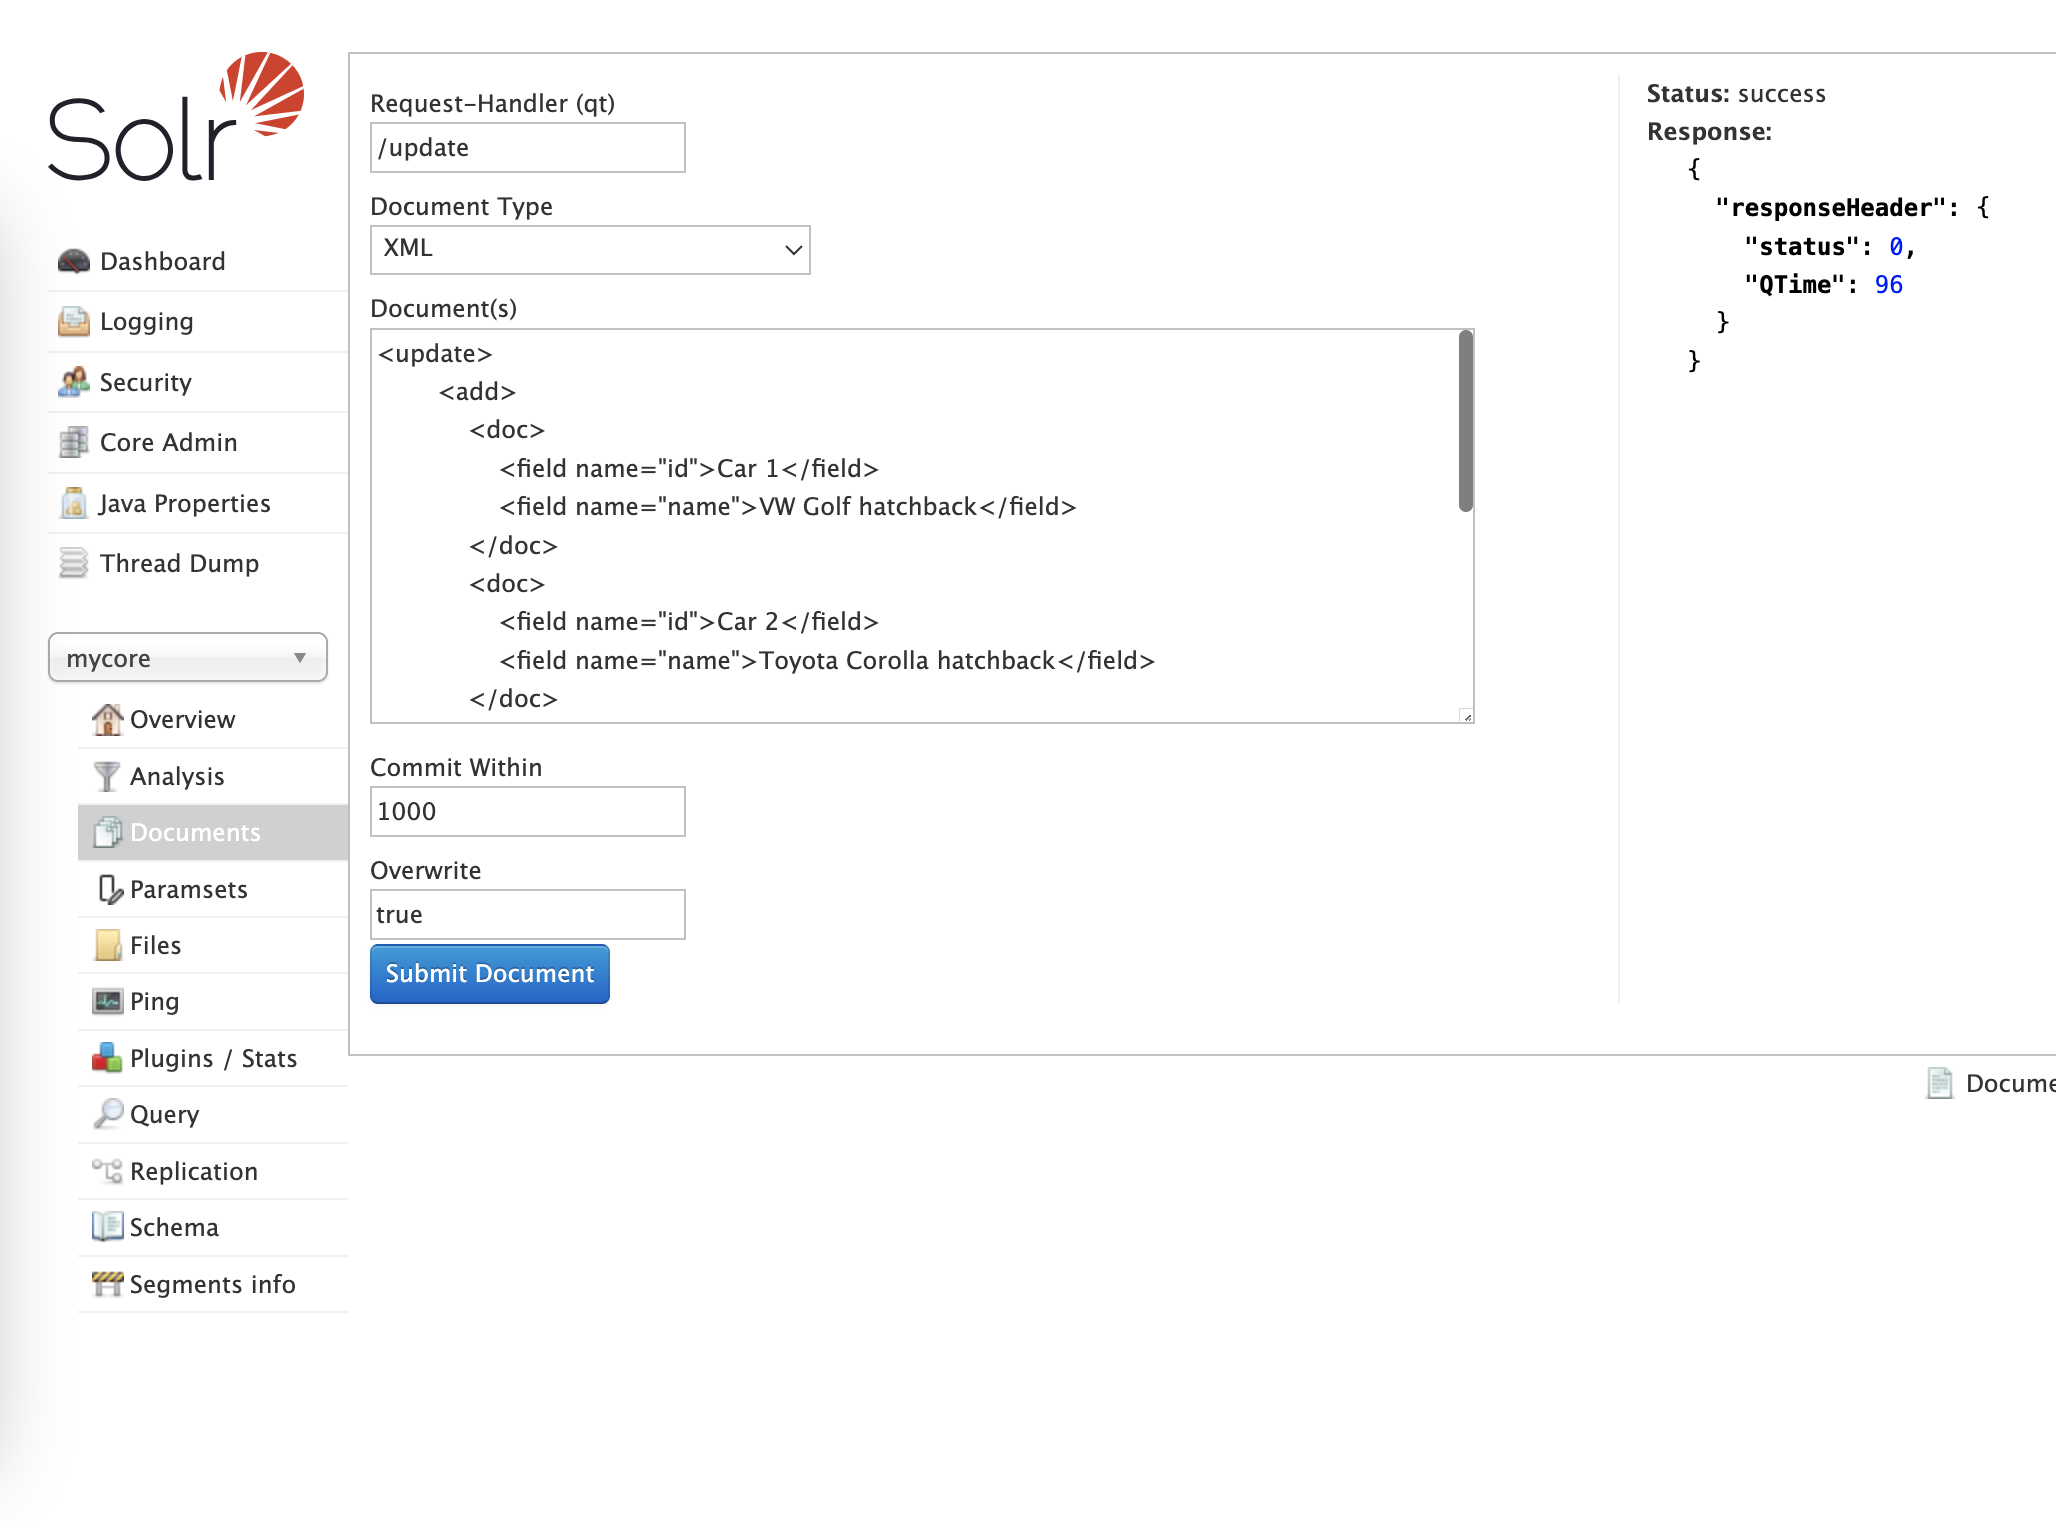 Solr
Dashboard
Logging
Security
Core Admin
Java Properties
Thread Dump
mycore
Overview
Analysis
Documents
Paramsets
Files
Ping
Plugins / Stats
Query
Replication
Schema
Segments info
Request-Handler (qt)
/update
Document Type
XML
Document(s)
<update>
<add>
<doc>
<field name="id">Car 1</field>
<field name="name">VW Golf hatchback</field>
</doc>
<doc>
<field name="id">Car 2</field>
<field name="name">Toyota Corolla hatchback</field>
</doc>
Commit Within
1000
Overwrite
true
Submit Document
Status: success
Response:
{
"responseHeader": {
"status": 0,
"QTime": 96
}
}